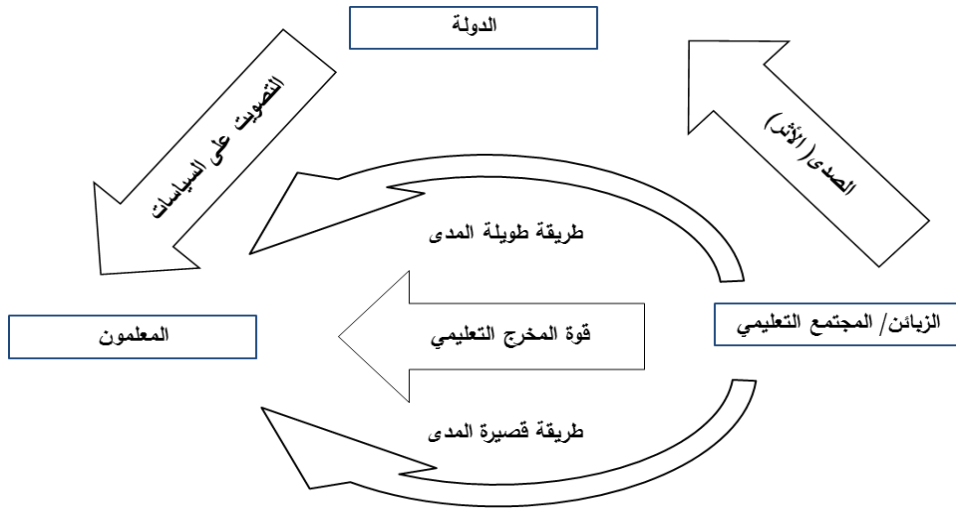 الدولة
الصدى( الأثر)
التصويت على السياسات
طريقة طويلة المدى
الزبائن/ المجتمع التعليمي
قوة المخرج التعليمي
المعلمون
طريقة قصيرة المدى